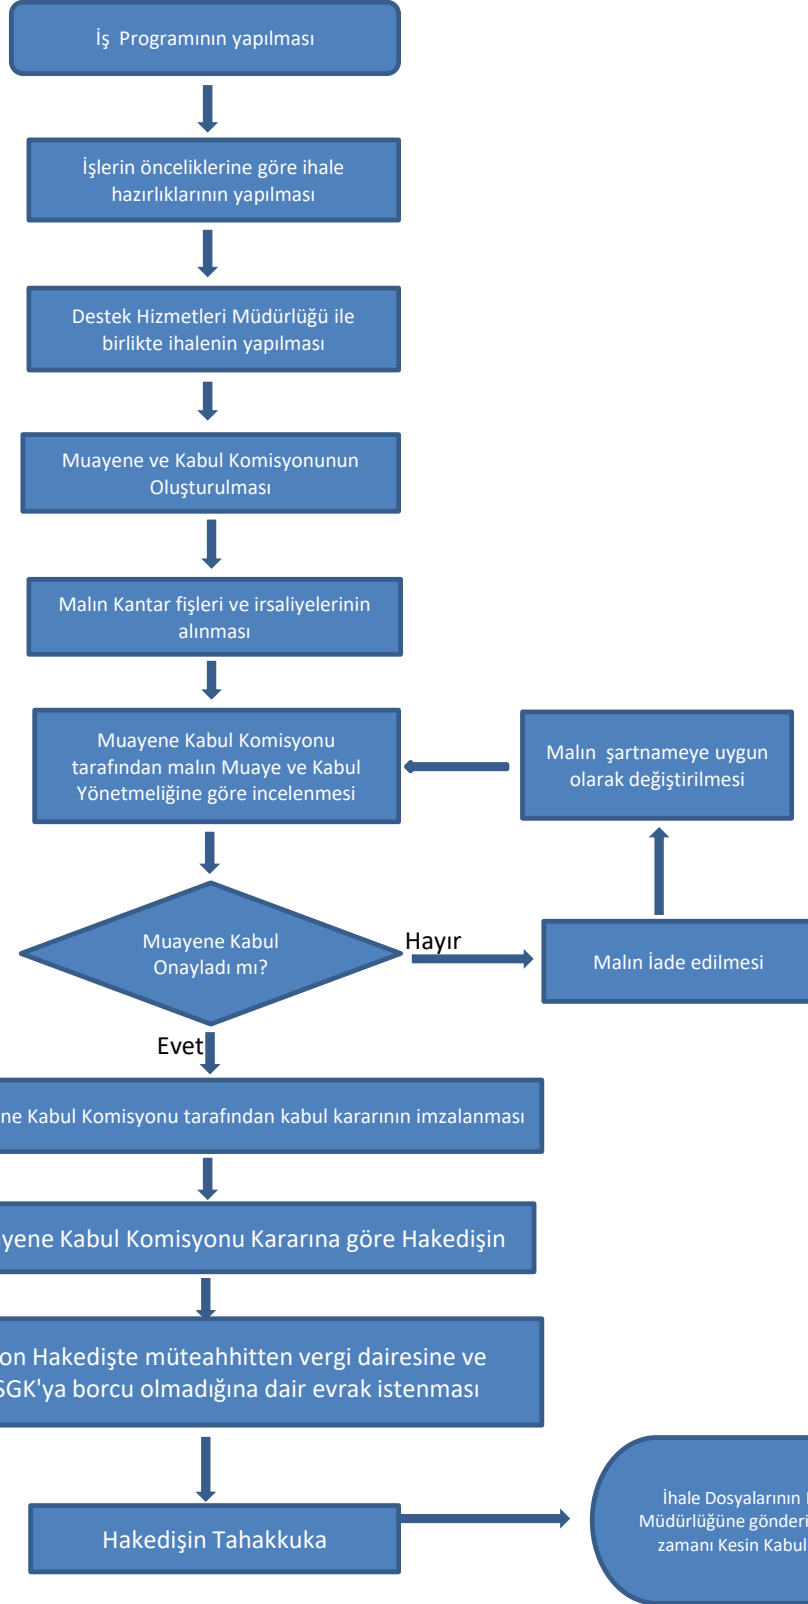 İş Programının yapılması
İşlerin önceliklerine göre ihale
hazırlıklarının yapılması
Destek Hizmetleri Müdürlüğü ile
birlikte ihalenin yapılması
Muayene ve Kabul Komisyonunun
Oluşturulması
Malın Kantar fişleri ve irsaliyelerinin
alınması
Muayene Kabul Komisyonu
tarafından malın Muaye ve Kabul
Yönetmeliğine göre incelenmesi
Malın şartnameye uygun
olarak değiştirilmesi
Muayene Kabul
Onayladı mı?
Hayır
Malın İade edilmesi
Evet
ne Kabul Komisyonu tarafından kabul kararının imzalanması
yene Kabul Komisyonu Kararına göre Hakedişin
on Hakedişte müteahhitten vergi dairesine ve
SGK'ya borcu olmadığına dair evrak istenması
Hakedişin Tahakkuka
İhale Dosyalarının
Müdürlüğüne gönderi
zamanı Kesin Kabul